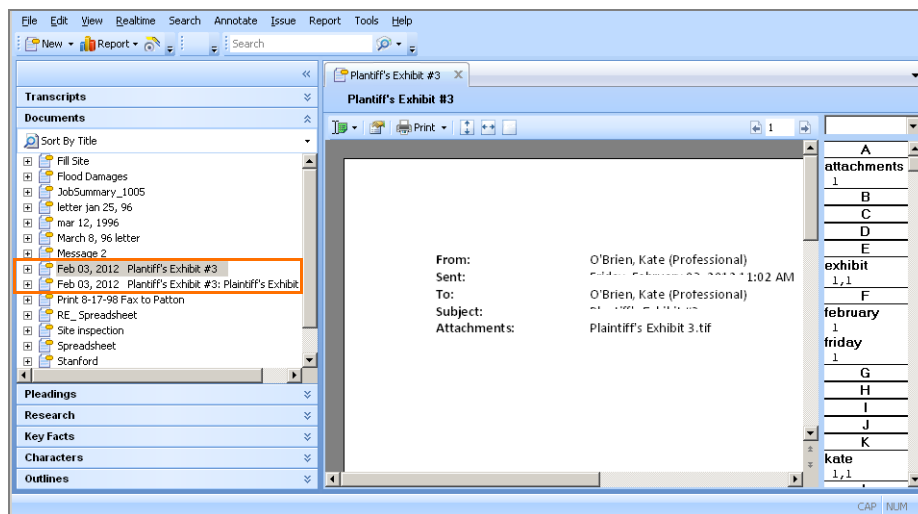 File Edit View Realtime Search Annotate Issue Report Tools Help
New Report Search
Plantiff's Exhibit #3 X
Transcripts
Plantiff's Exhibit #3
Documents
Print 1
Sort By Title
Fill Site
Flood Damages
JobSummary_1005
letter jan 25, 96
mar 12, 1996
March 8, 96 letter
Message 2
Feb 03, 2012 Plantiff's Exhibit #3
Feb 03, 2012 Plantiff's Exhibit #3: Plaintiff's Exhibit
Print 8-17-98 Fax to Patton
RE_ Spreadsheet
Site inspection
Spreadsheet
Stanford
Pleadings
Research
Key Facts
Characters
Outlines
From: O'Brien, Kate (Professional)
Sent: 1:02 AM
To: O'Brien, Kate (Professional)
Subject:
Attachments: Plaintiff's Exhibit 3.tif
A
attachments
1
B
C
D
E
exhibit
1,1
F
february
1
friday
1
G
H
I
J
K
kate
1,1
CAP NUM